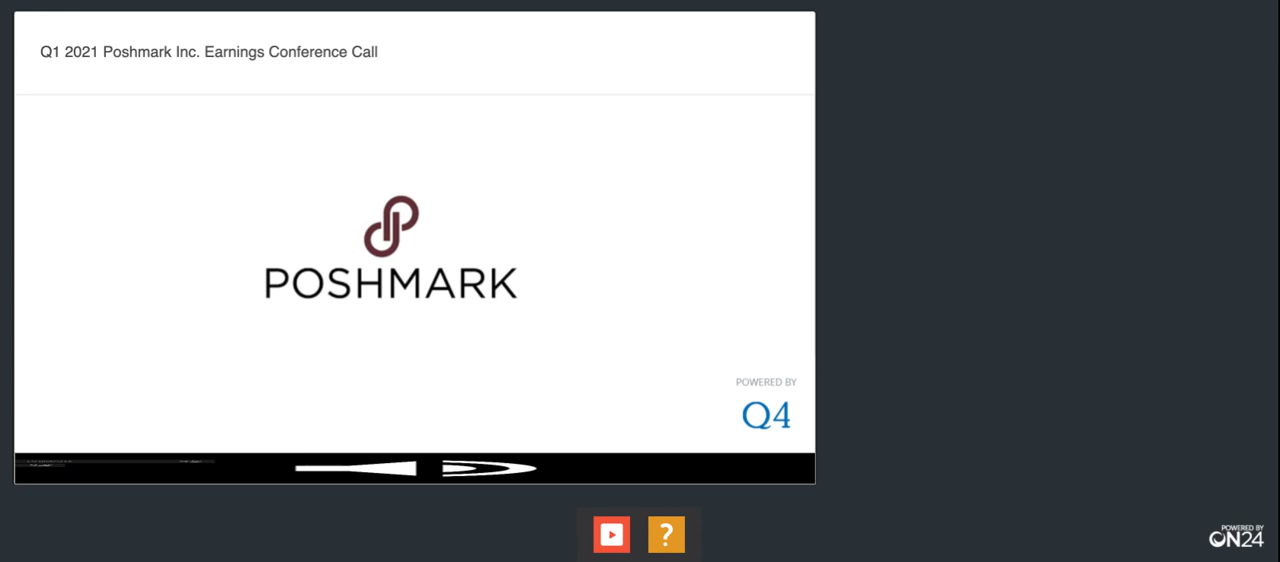 Q1 2021 Poshmark Inc. Earnings Conference Call
POSHMARK
POWERED BY
Q4
?
POWERED BY
ON24